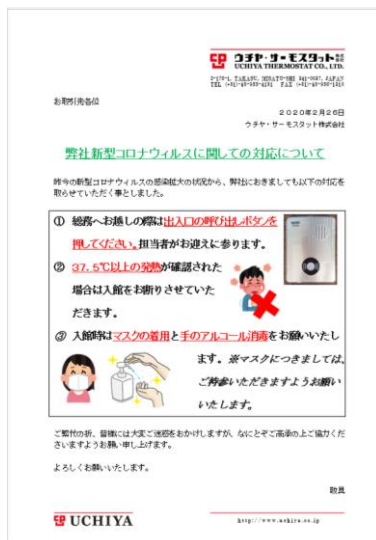 ウチヤ・サーモスタット株式会社
UCHIYA THERMOSTAT CO., LTD.
お取引先各位
2020年2月26日
ウチヤ・サーモスタット株式会社
弊社新型コロナウィルスに関しての対応について
昨今の新型コロナウィルスの感染拡大の状況から、弊社におきましても以下の対応を
取らせていただく事としました。
① 総務へお越しの際は出入口の呼び出しボタンを
押してください。担当者がお迎えに参ります。
② 37.5℃以上の発熱が確認された
場合は入館をお断りさせていた
だきます。
③ 入館時はマスクの着用と手のアルコール消毒をお願いいたし
ます。※マスクにつきましては、
ご持参いただきますようお願い
いたします。
ご繁忙の折、皆様には大変ご迷惑をおかけしますが、なにとぞご高承の上ご協力くだ
さいますようお願い申し上げます。
よろしくお願いいたします。
敬具
UCHIYA
http://www.uchiya.co.jp